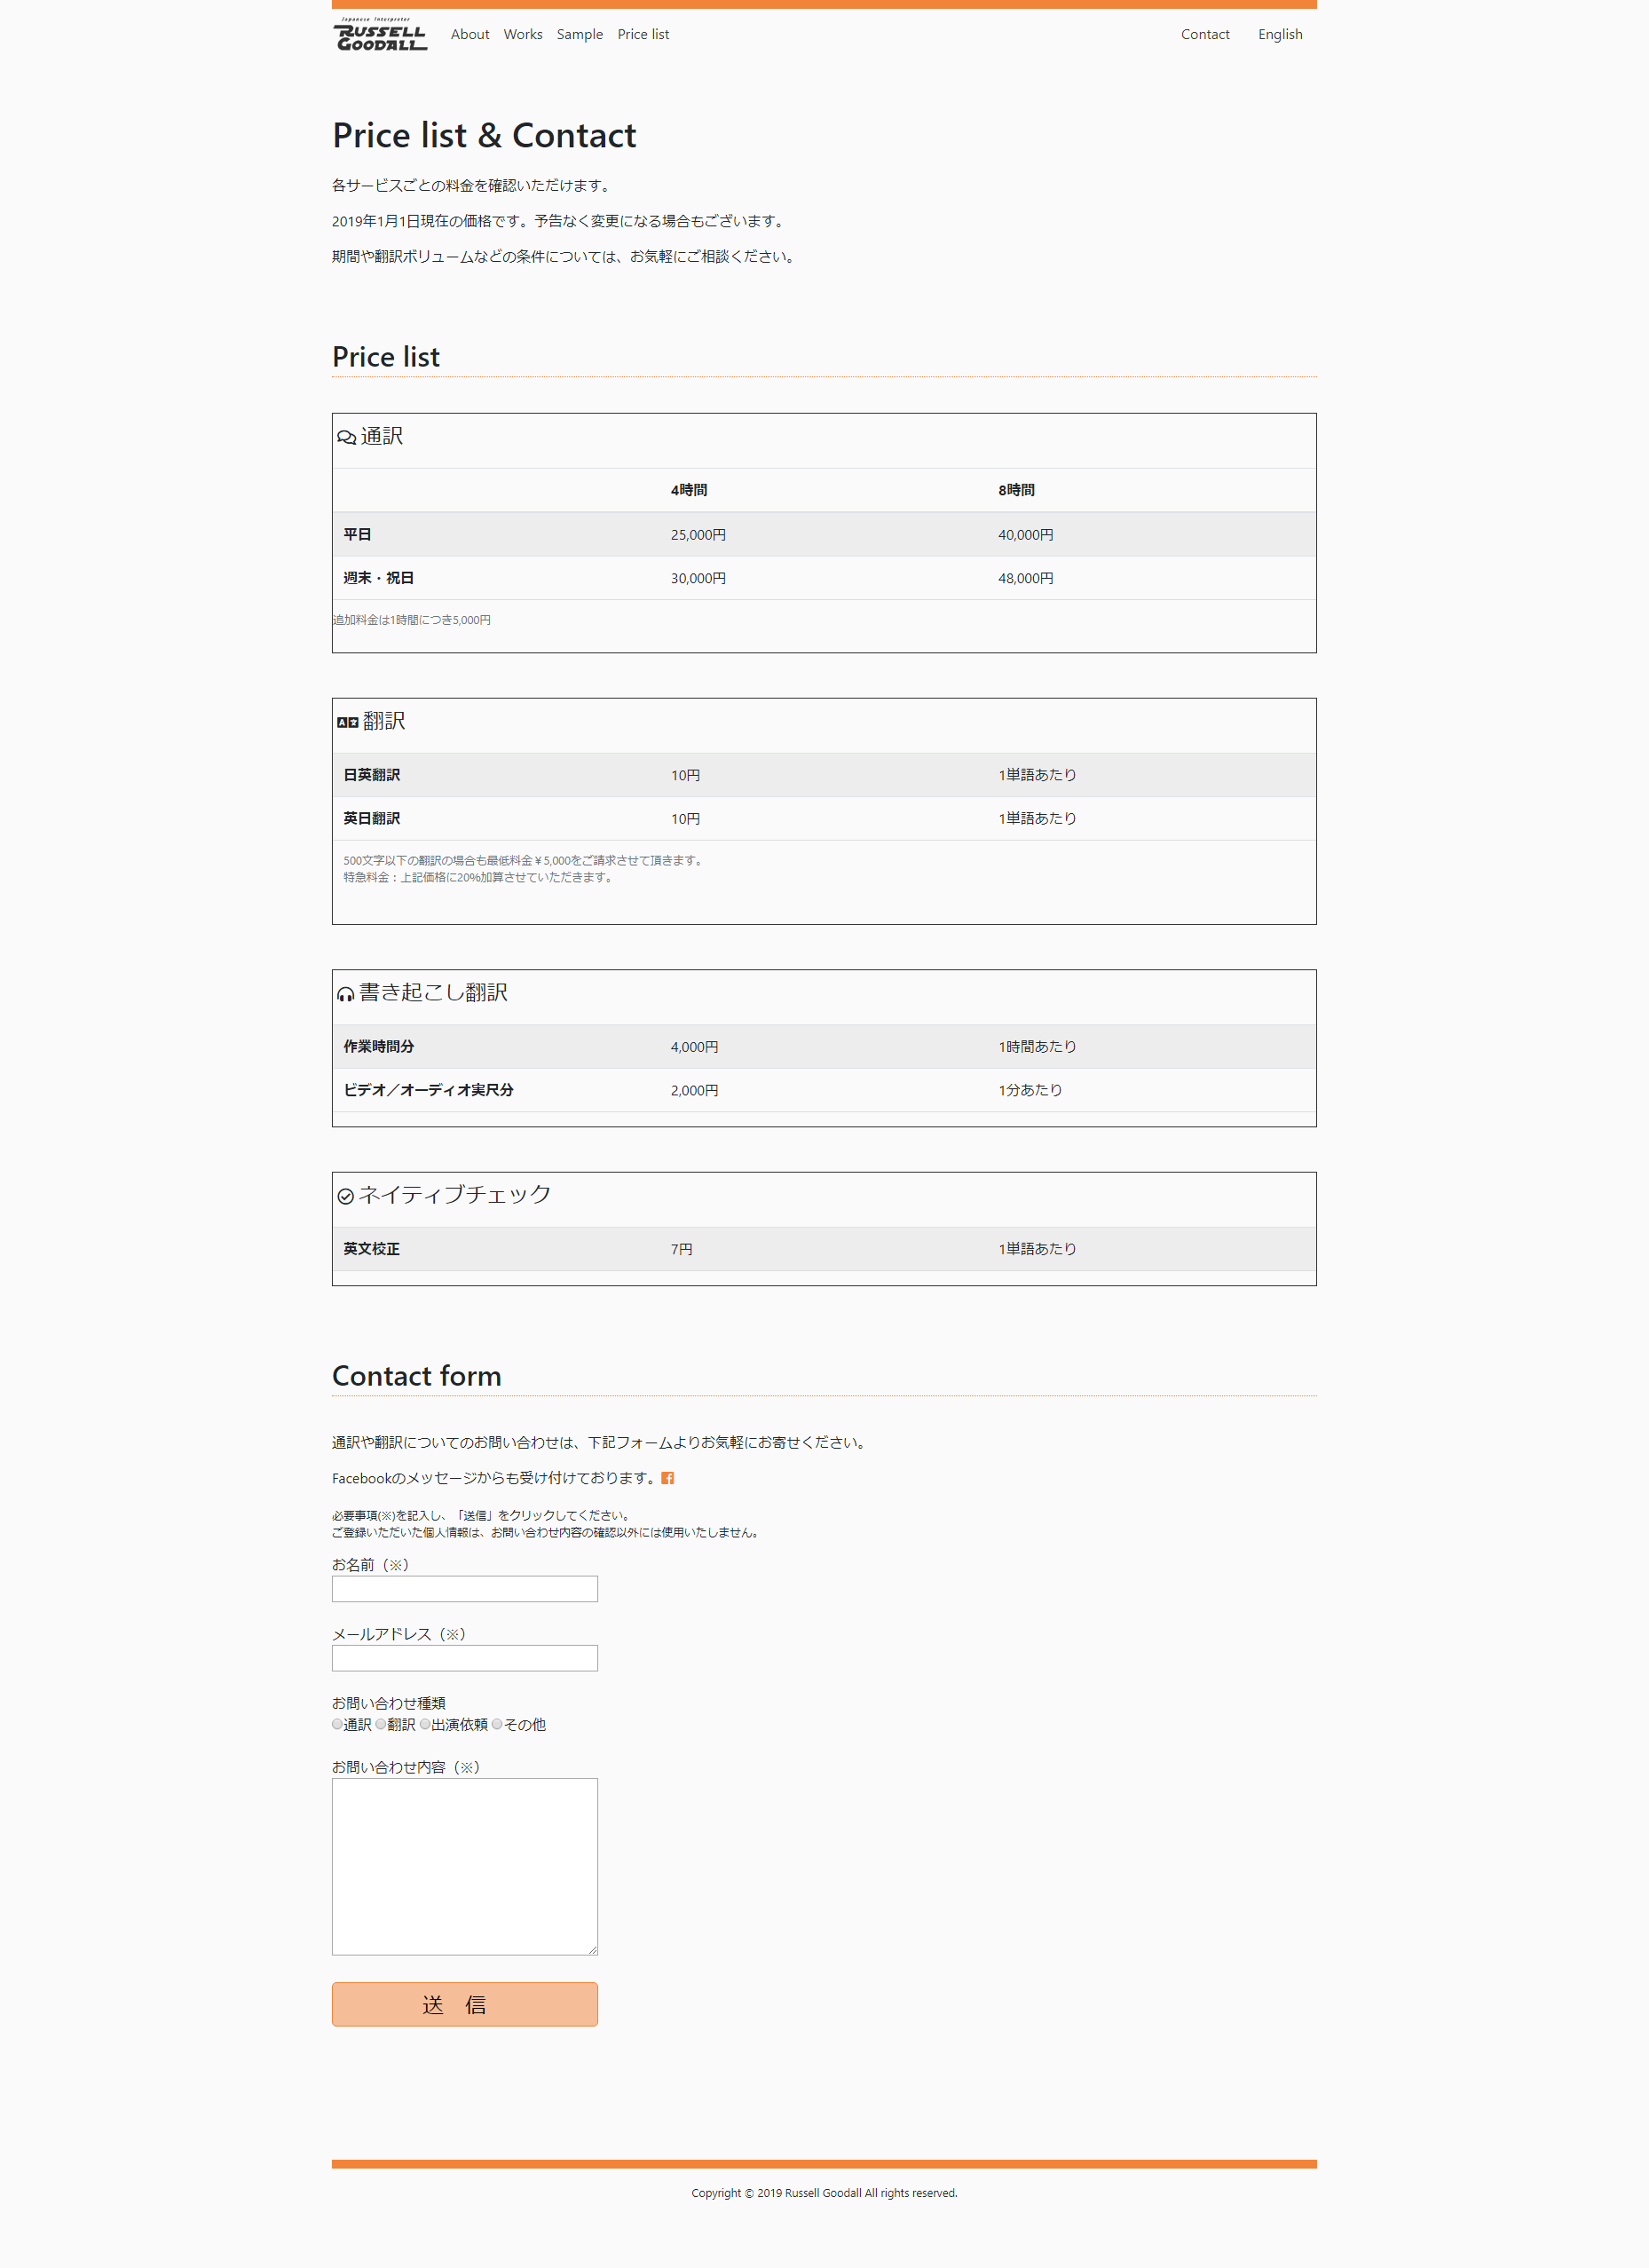 Japanese Interpreter
RUSSELL
GOODALL
About Works Sample Price list
Contact English
Price list & Contact
各サービスごとの料金を確認いただけます。
2019年1月1日現在の価格です。予告なく変更になる場合もございます。
期間や翻訳ボリュームなどの条件については、お気軽にご相談ください。
Price list
通訳
4時間 8時間
平日 25,000円 40,000円
週末・祝日 30,000円 48,000円
追加料金は1時間につき5,000円
翻訳
日英翻訳 10円 1単語あたり
英日翻訳 10円 1単語あたり
500文字以下の翻訳の場合も最低料金￥5,000をご請求させて頂きます。
特急料金：上記価格に20%加算させていただきます。
書き起こし翻訳
作業時間分 4,000円 1時間あたり
ビデオ／オーディオ実尺分 2,000円 1分あたり
ネイティブチェック
英文校正 7円 1単語あたり
Contact form
通訳や翻訳についてのお問い合わせは、下記フォームよりお気軽にお寄せください。
Facebookのメッセージからも受け付けております。
必要事項(※)を記入し、「送信」をクリックしてください。
ご登録いただいた個人情報は、お問い合わせ内容の確認以外には使用いたしません。
お名前（※）
メールアドレス（※）
お問い合わせ種類
通訳 翻訳 出演依頼 その他
お問い合わせ内容（※）
送　信
Copyright © 2019 Russell Goodall All rights reserved.